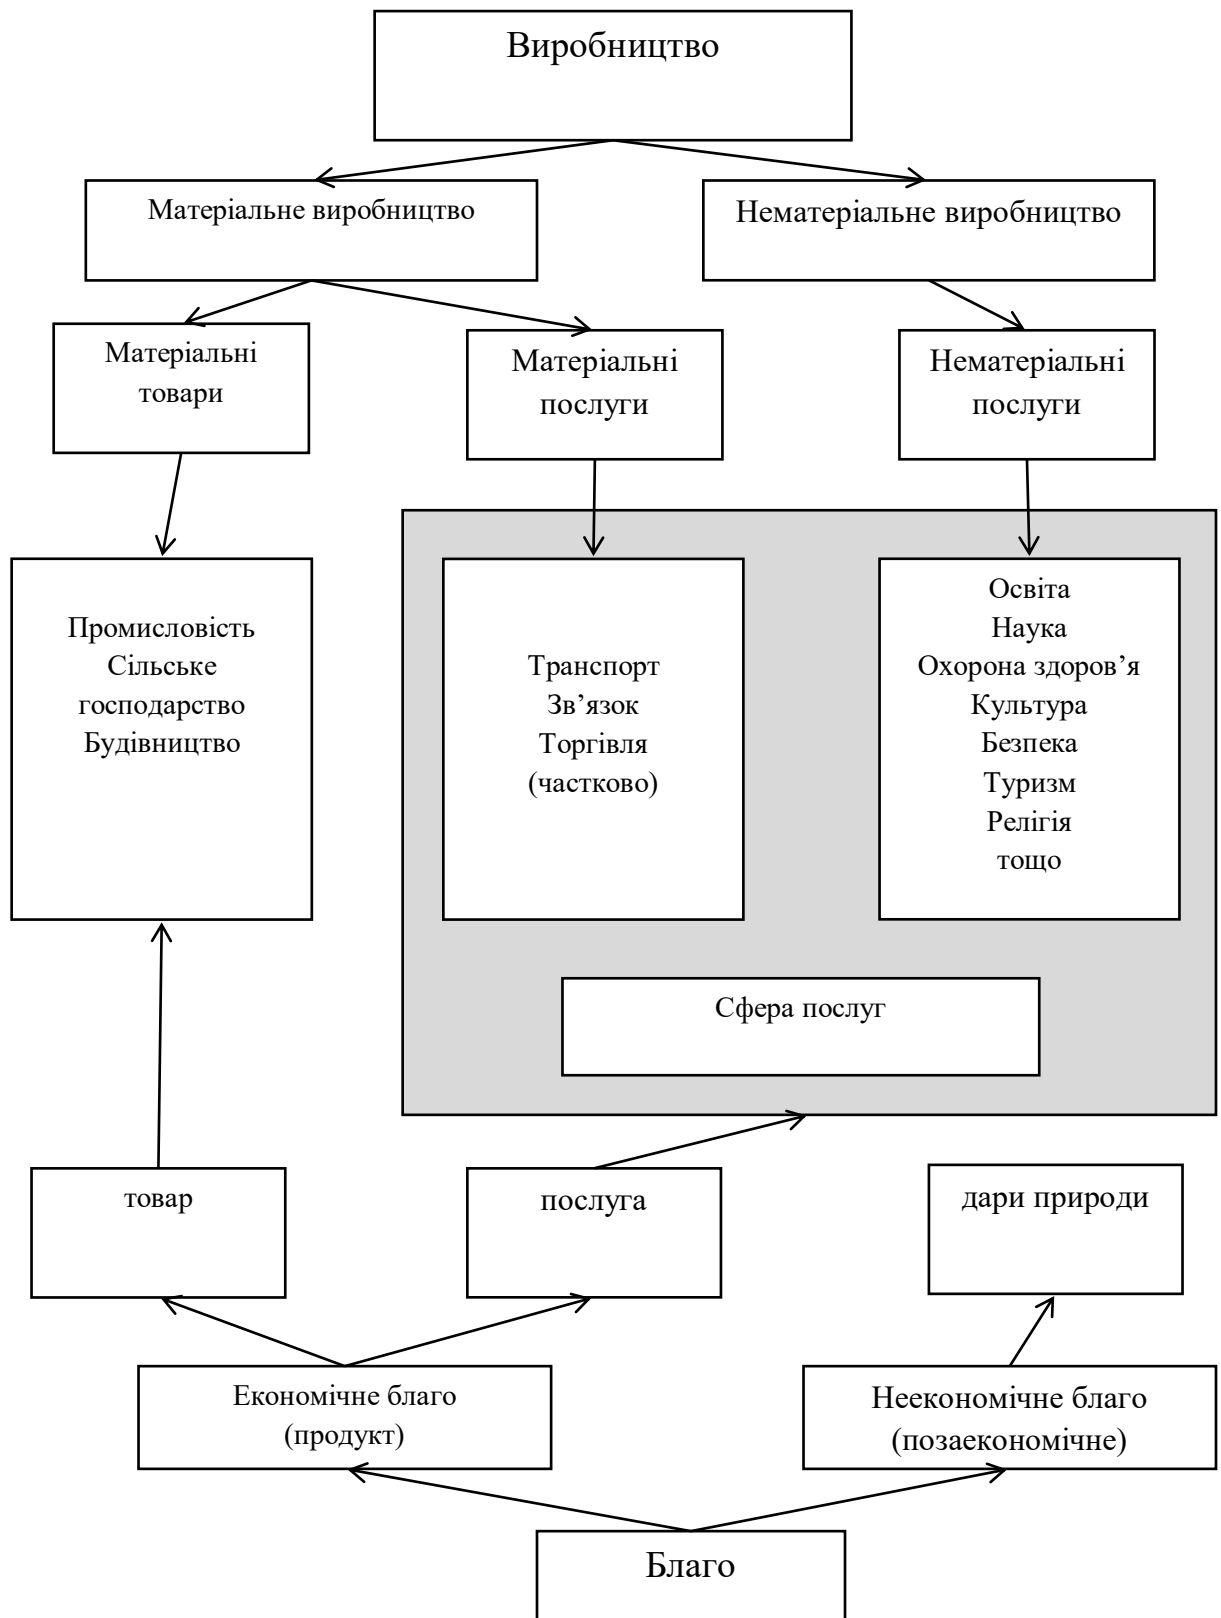 Виробництво
Матеріальне виробництво
Нематеріальне виробництво
Матеріальні
товари
Матеріальні
послуги
Нематеріальні
послуги
Промисловість
Сільське
господарство
Будівництво
Транспорт
Зв’язок
Торгівля
(частково)
Освіта
Наука
Охорона здоров’я
Культура
Безпека
Туризм
Релігія
тощо
Сфера послуг
товар
послуга
дари природи
Економічне благо
(продукт)
Неекономічне благо
(позаекономічне)
Благо